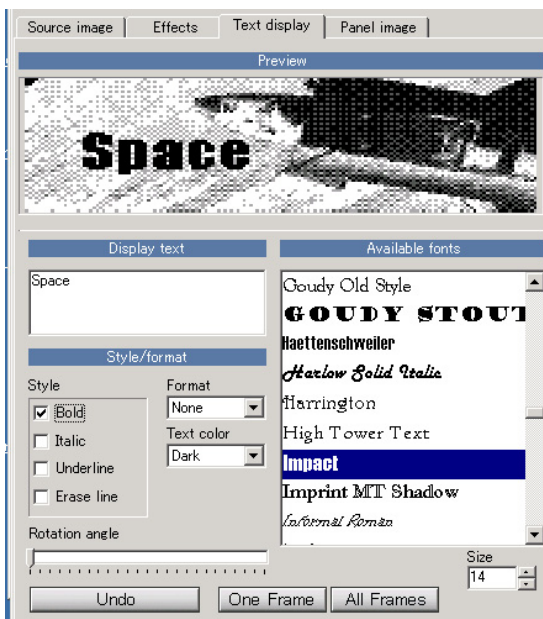 Source image
Effects
Text display
Panel image
Preview
Space
Display text
Space
Available fonts
Goudy Old Style
GOUDY STOUT
Haettenschweiler
Harlow Solid Italic
Harrington
High Tower Text
Impact
Imprint MT Shadow
Informal Roman
Style/format
Style
Format
Bold
None
Italic
Text color
Underline
Dark
Erase line
Rotation angle
Size
14
Undo
One Frame
All Frames